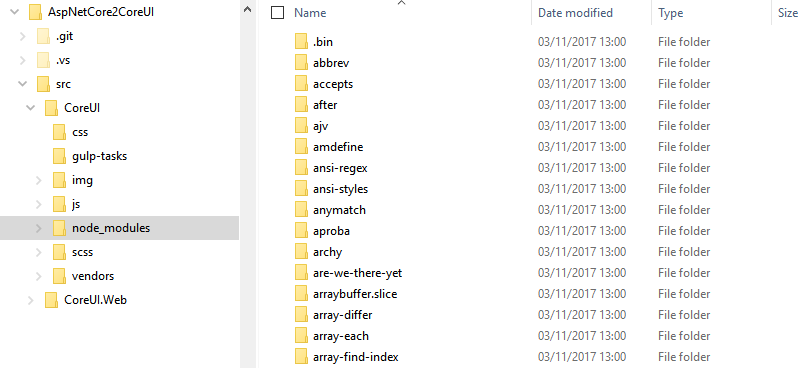 AspNetCore2CoreUI
.git
.vs
src
CoreUI
css
gulp-tasks
img
js
node_modules
scss
vendors
CoreUI.Web
Name Date modified Type Size
.bin 03/11/2017 13:00 File folder
abbrev 03/11/2017 13:00 File folder
accepts 03/11/2017 13:00 File folder
after 03/11/2017 13:00 File folder
ajv 03/11/2017 13:00 File folder
amdefine 03/11/2017 13:00 File folder
ansi-regex 03/11/2017 13:00 File folder
ansi-styles 03/11/2017 13:00 File folder
anymatch 03/11/2017 13:00 File folder
aproba 03/11/2017 13:00 File folder
archy 03/11/2017 13:00 File folder
are-we-there-yet 03/11/2017 13:00 File folder
arraybuffer.slice 03/11/2017 13:00 File folder
array-differ 03/11/2017 13:00 File folder
array-each 03/11/2017 13:00 File folder
array-find-index 03/11/2017 13:00 File folder